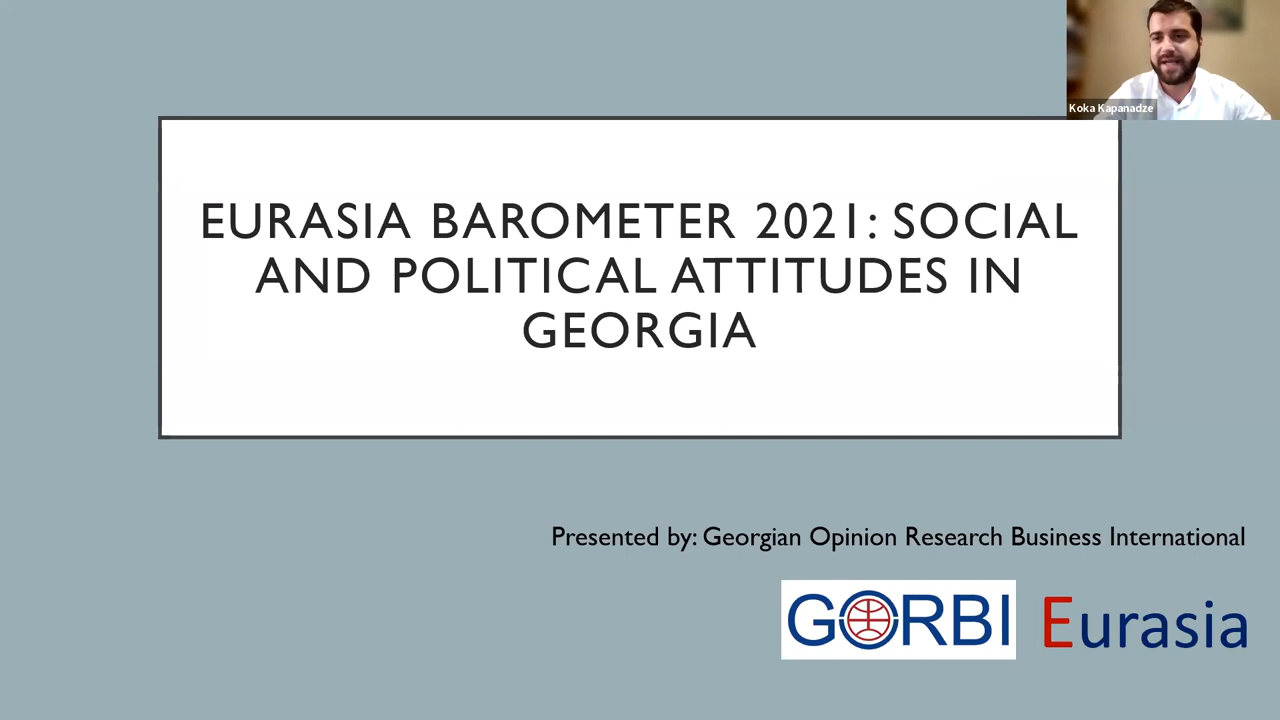 Koka Kapanadze
EURASIA BAROMETER 2021: SOCIAL
AND POLITICAL ATTITUDES IN
GEORGIA
Presented by: Georgian Opinion Research Business International
GORBI Eurasia